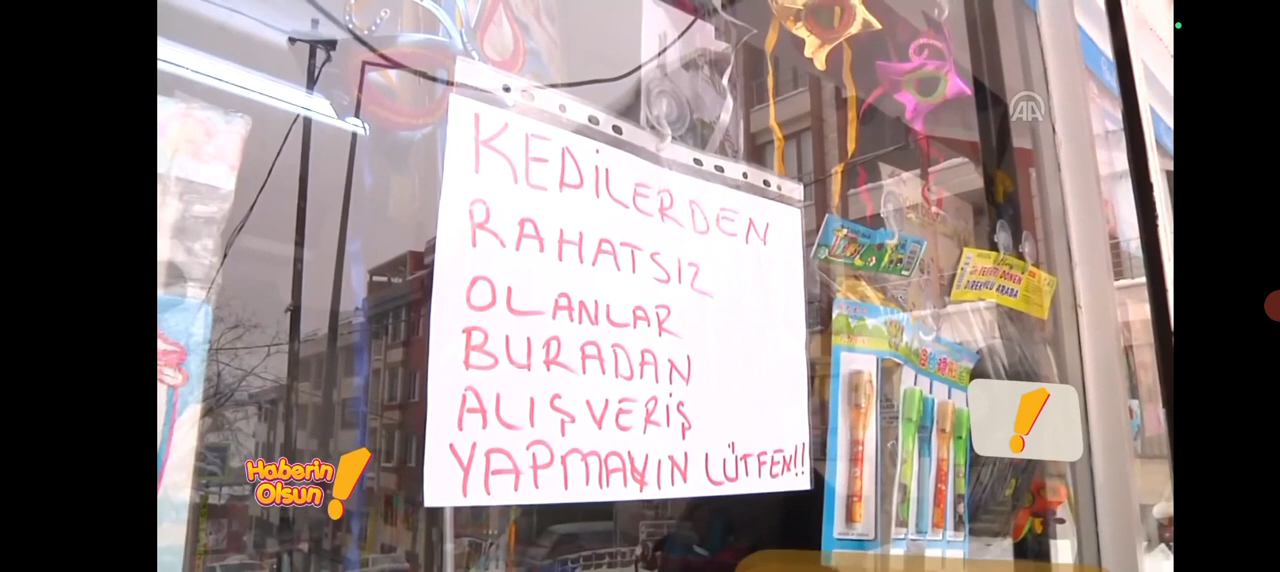 KEDİLERDEN
RAHATSIZ
OLANLAR
BURADAN
ALIŞVERİŞ
YAPMAYIN LÜTFEN!!
AA
Haberin
Olsun!